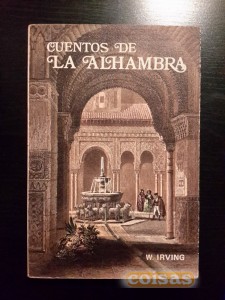 CUENTOS DE
LA ALHAMBRA
W. IRVING
coisas